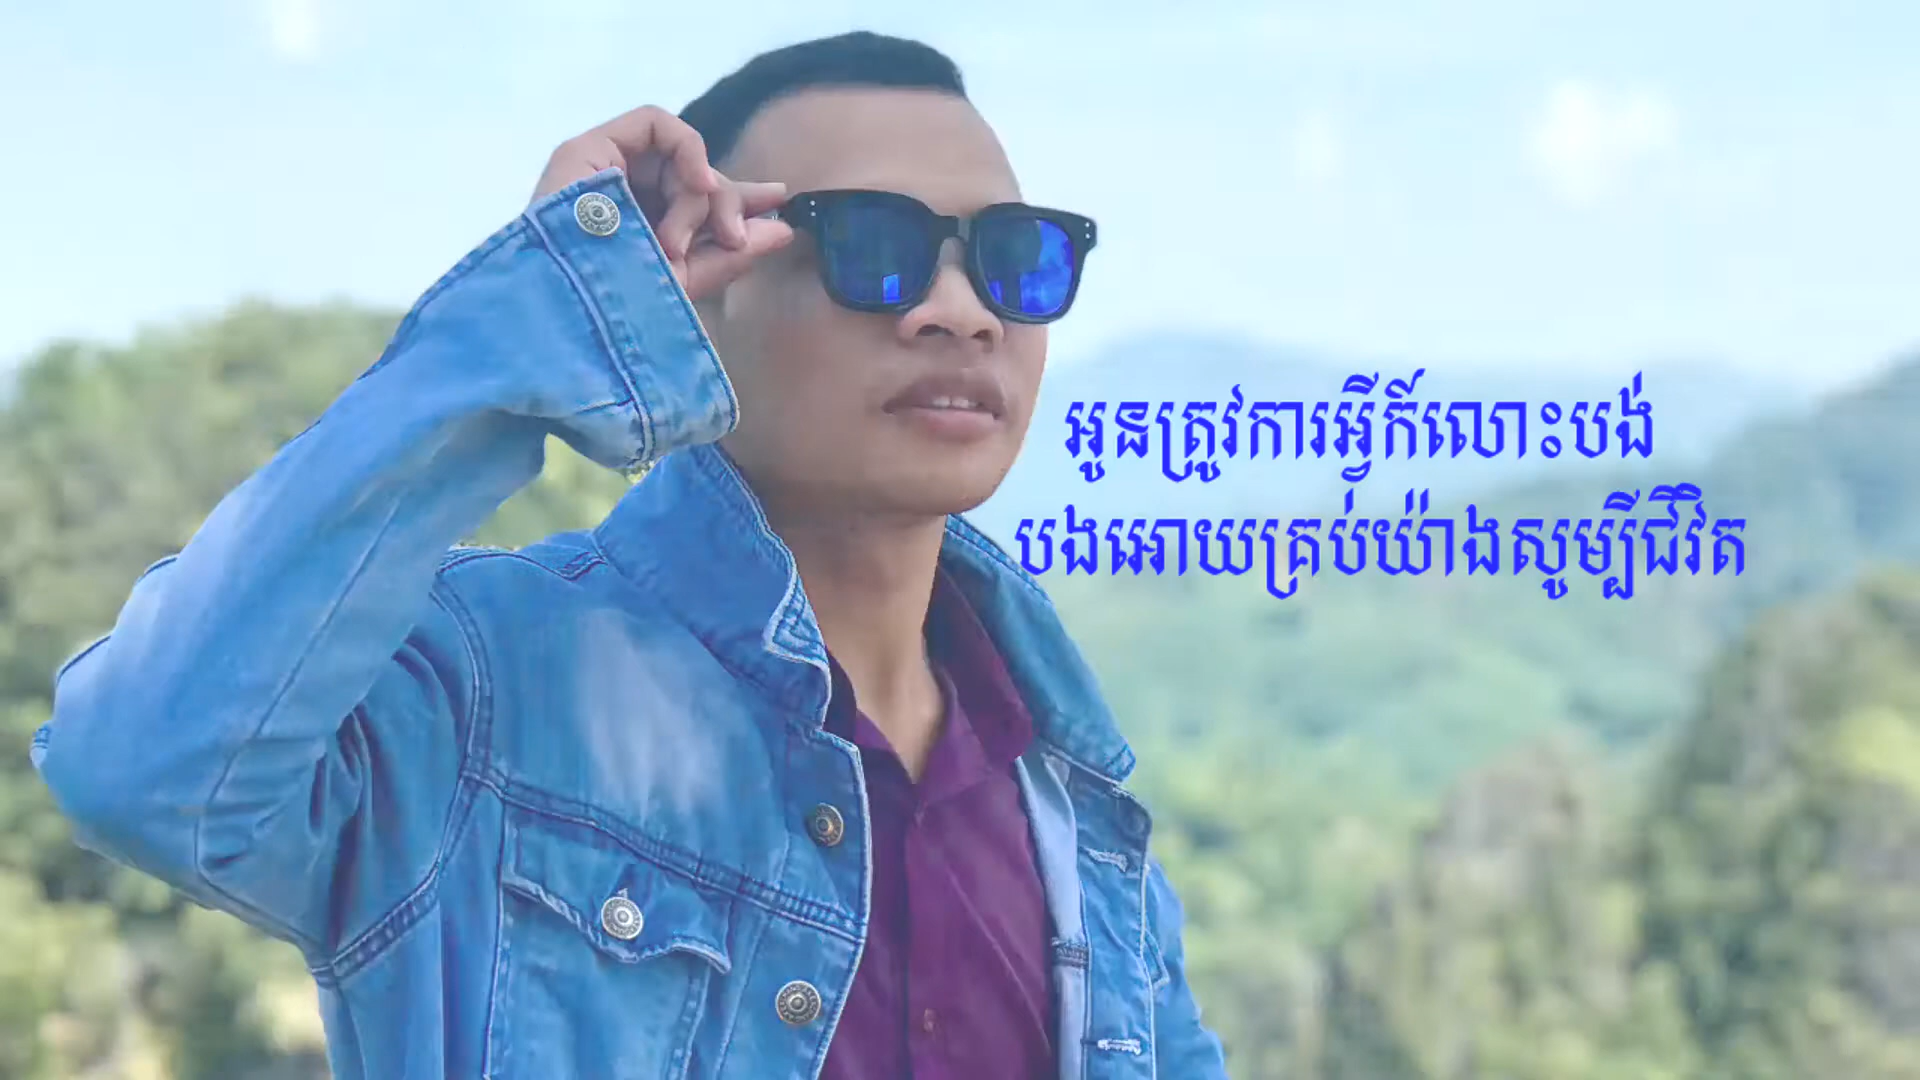 អូនត្រូវការអ្វីក៏លោះបង់
បងអោយគ្រប់យ៉ាងសូម្បីជីវិត